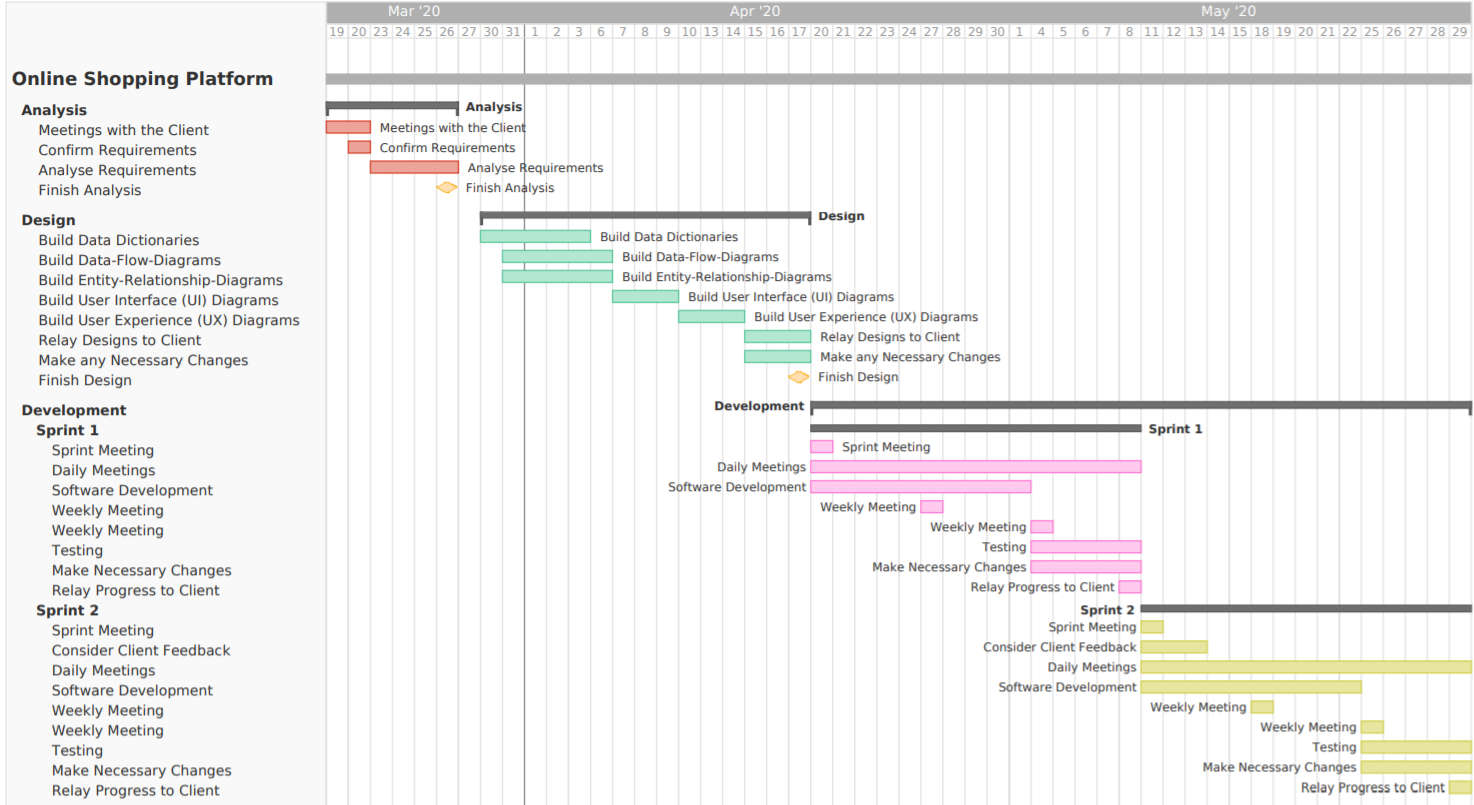 Mar '20 Apr '20 May '20
19 20 23 24 25 26 27 30 31 1 2 3 6 7 8 9 10 13 14 15 16 17 20 21 22 23 24 27 28 29 30 1 4 5 6 7 8 11 12 13 14 15 18 19 20 21 22 25 26 27 28 29
Online Shopping Platform
Analysis Analysis
Meetings with the Client Meetings with the Client
Confirm Requirements Confirm Requirements
Analyse Requirements Analyse Requirements
Finish Analysis Finish Analysis
Design Design
Build Data Dictionaries Build Data Dictionaries
Build Data-Flow-Diagrams Build Data-Flow-Diagrams
Build Entity-Relationship-Diagrams Build Entity-Relationship-Diagrams
Build User Interface (UI) Diagrams Build User Interface (UI) Diagrams
Build User Experience (UX) Diagrams Build User Experience (UX) Diagrams
Relay Designs to Client Relay Designs to Client
Make any Necessary Changes Make any Necessary Changes
Finish Design Finish Design
Development Development
Sprint 1 Sprint 1
Sprint Meeting Sprint Meeting
Daily Meetings Daily Meetings
Software Development Software Development
Weekly Meeting Weekly Meeting
Weekly Meeting Weekly Meeting
Testing Testing
Make Necessary Changes Make Necessary Changes
Relay Progress to Client Relay Progress to Client
Sprint 2 Sprint 2
Sprint Meeting Sprint Meeting
Consider Client Feedback Consider Client Feedback
Daily Meetings Daily Meetings
Software Development Software Development
Weekly Meeting Weekly Meeting
Weekly Meeting Weekly Meeting
Testing Testing
Make Necessary Changes Make Necessary Changes
Relay Progress to Client Relay Progress to Client